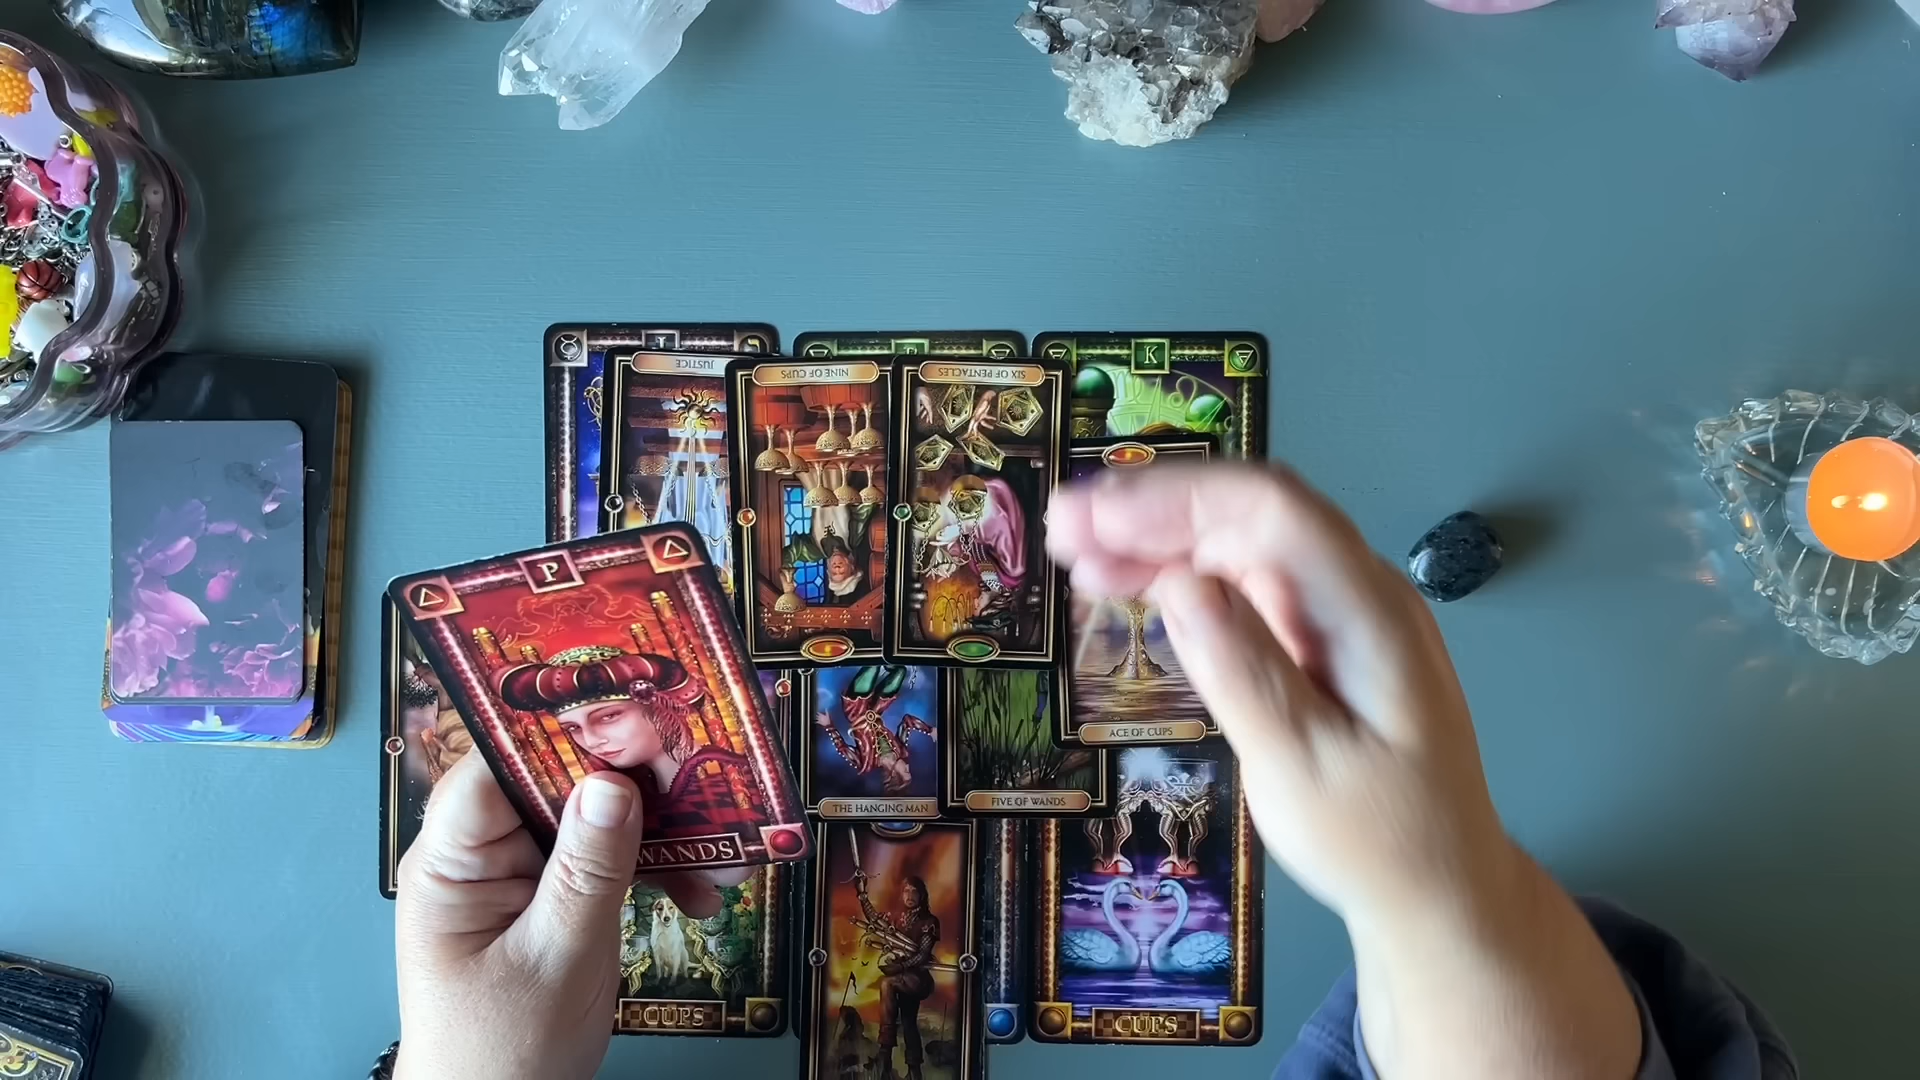 K
JUSTICE
NINE OF CUPS
SIX OF PENTACLES
P
ACE OF CUPS
FIVE OF WANDS
THE HANGING MAN
WANDS
CUPS
CUPS